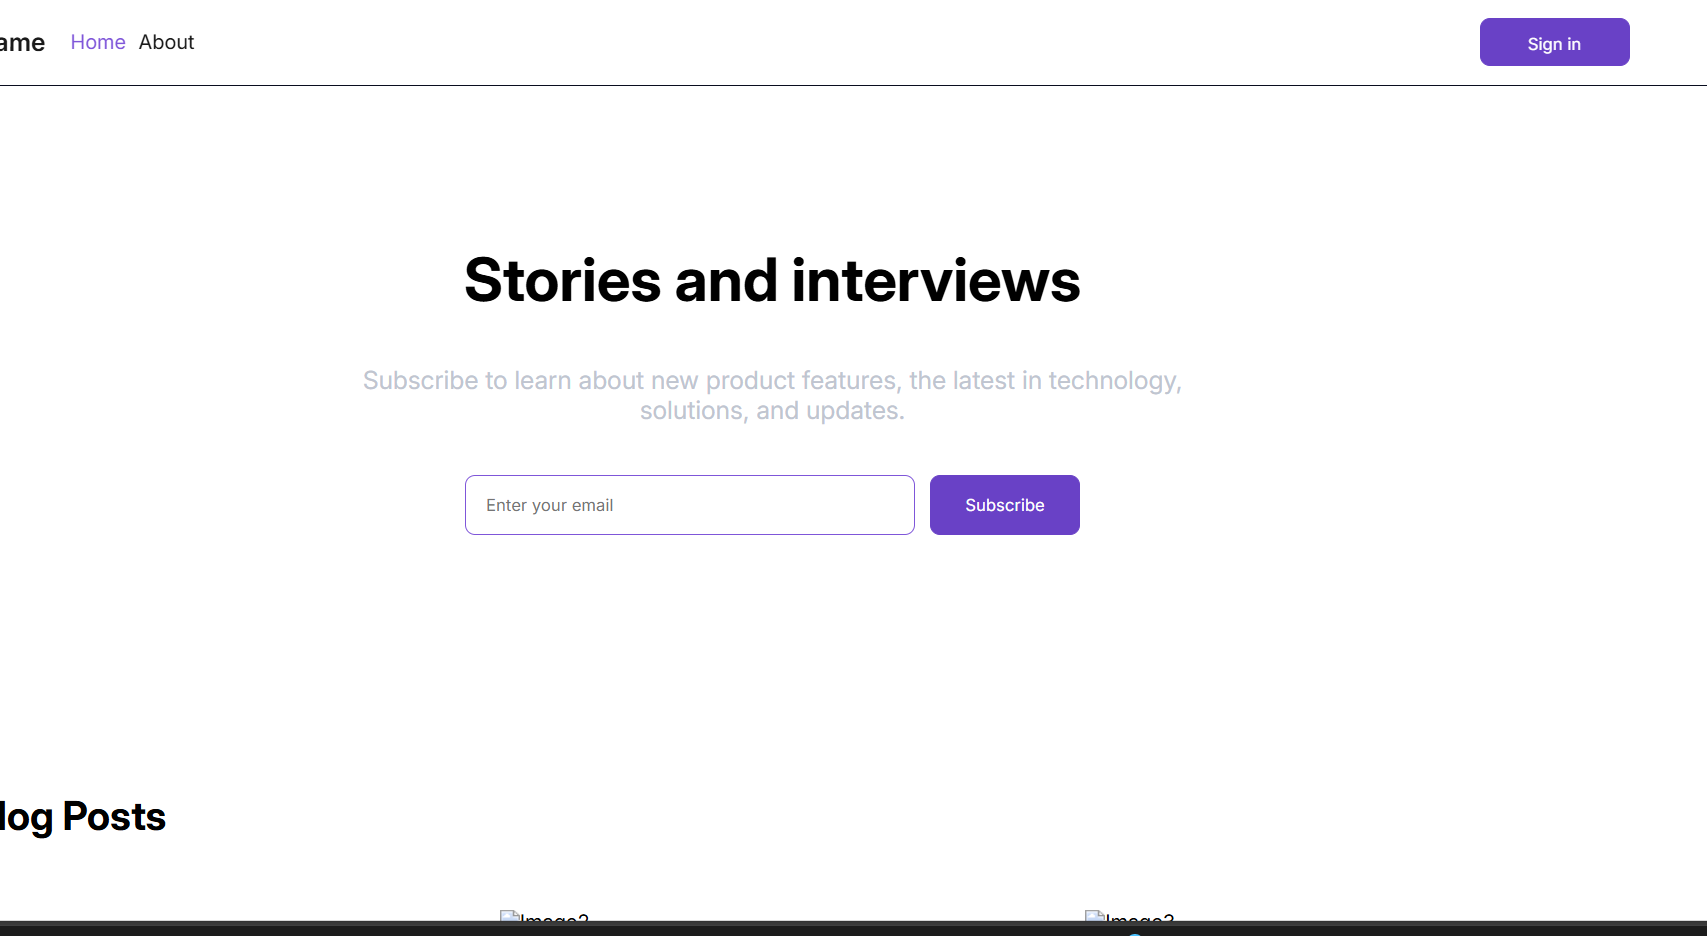 ame Home About Sign in
Stories and interviews
Subscribe to learn about new product features, the latest in technology,
solutions, and updates.
Enter your email Subscribe
log Posts
Image2 Image3